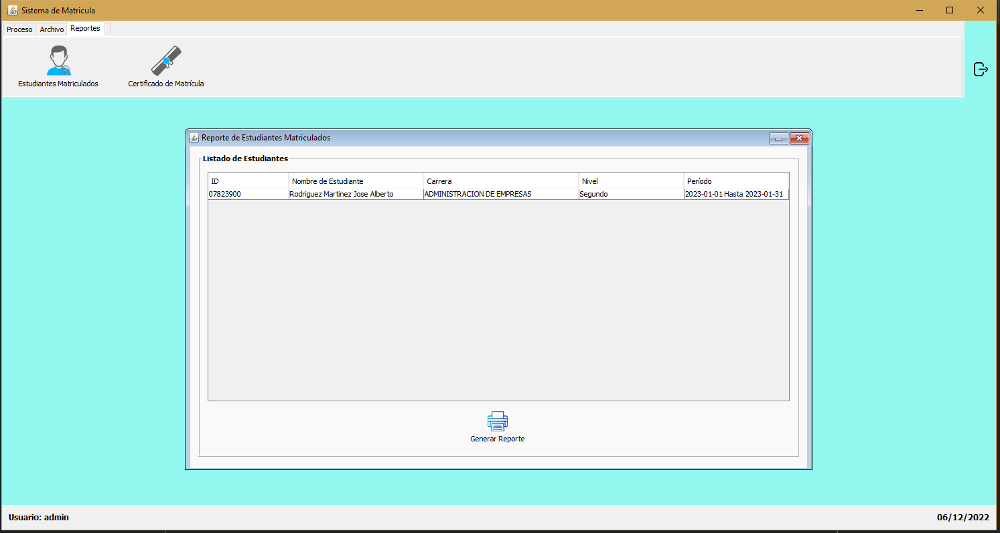 Sistema de Matricula
Proceso Archivo Reportes
Estudiantes Matriculados Certificado de Matrícula
Reporte de Estudiantes Matriculados
Listado de Estudiantes
ID Nombre de Estudiante Carrera Nivel Período
07823900 Rodriguez Martinez Jose Alberto ADMINISTRACION DE EMPRESAS Segundo 2023-01-01 Hasta 2023-01-31
Generar Reporte
Usuario: admin 06/12/2022